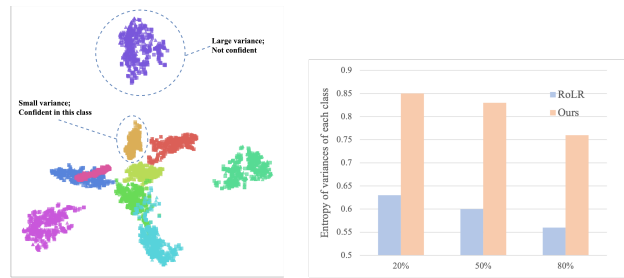 Large variance;
Not confident
Small variance;
Confident in this class
Entropy of variances of each class
0.9
0.85
0.8
0.75
0.7
0.65
0.6
0.55
0.5
RoLR
Ours
20%
50%
80%